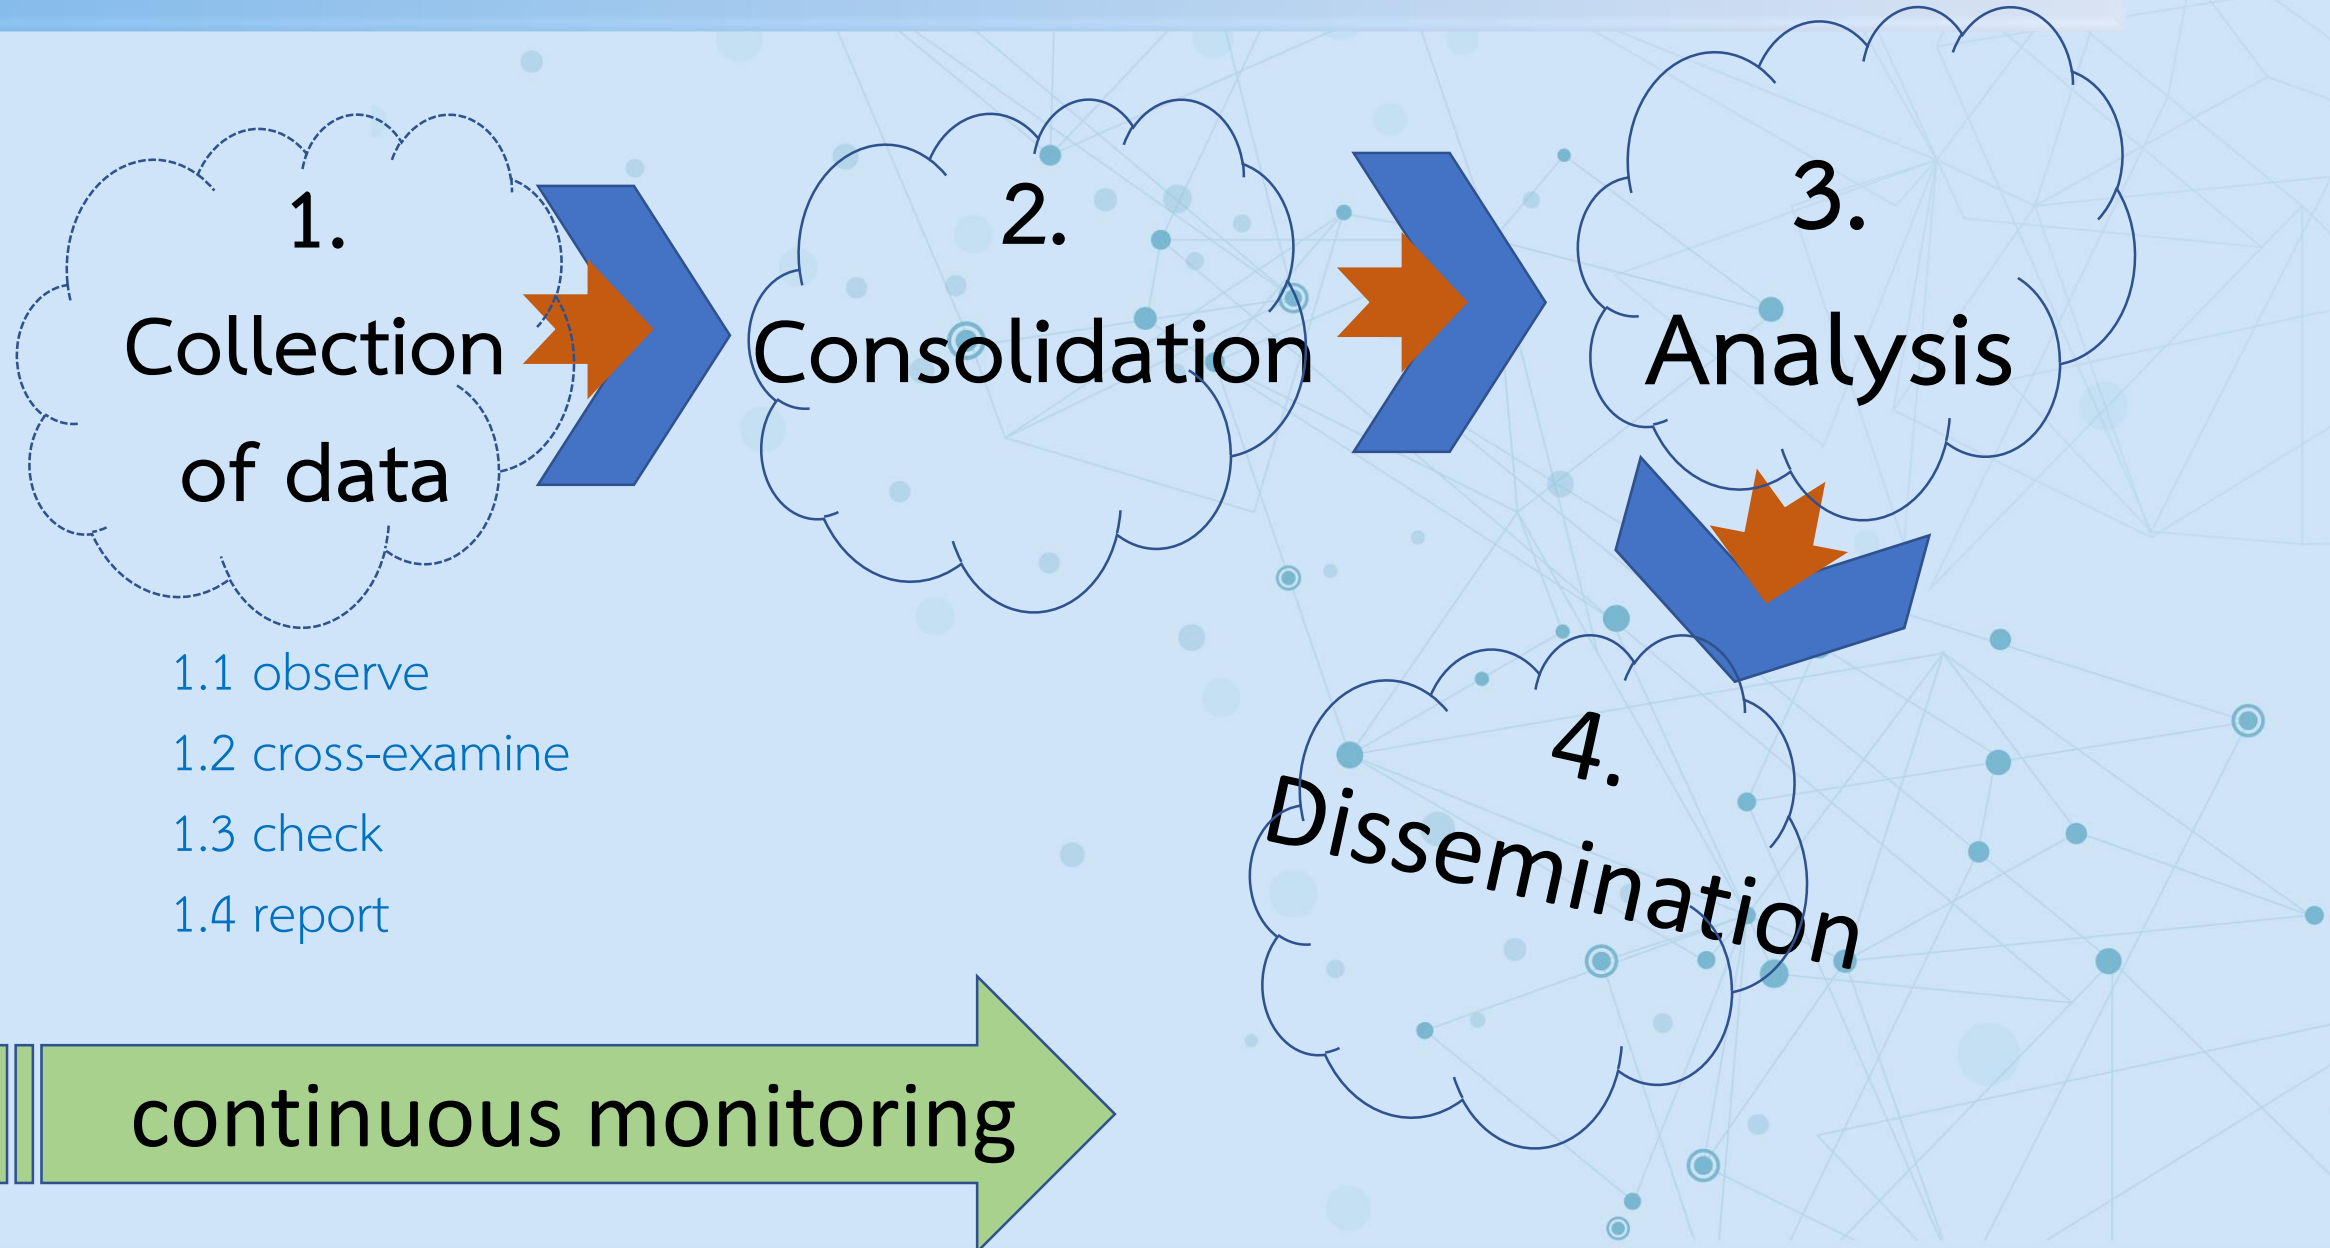 1.
Collection
of data
2.
Consolidation
3.
Analysis
4.
Dissemination
1.1 observe
1.2 cross-examine
1.3 check
1.4 report
continuous monitoring